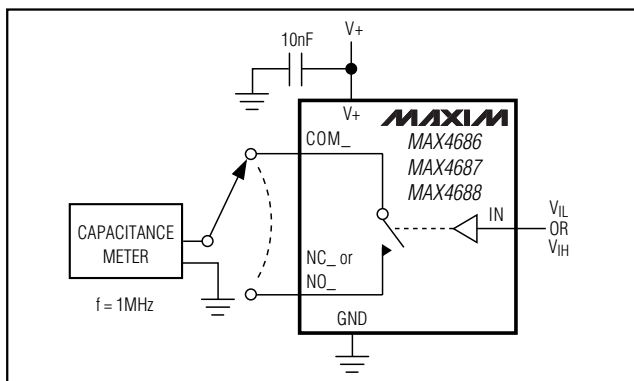 V+
10nF
V+
MAXIM
COM_
MAX4686
MAX4687
MAX4688
IN
V_IL
OR
V_IH
CAPACITANCE
METER
NC_ or
NO_
f = 1MHz
GND